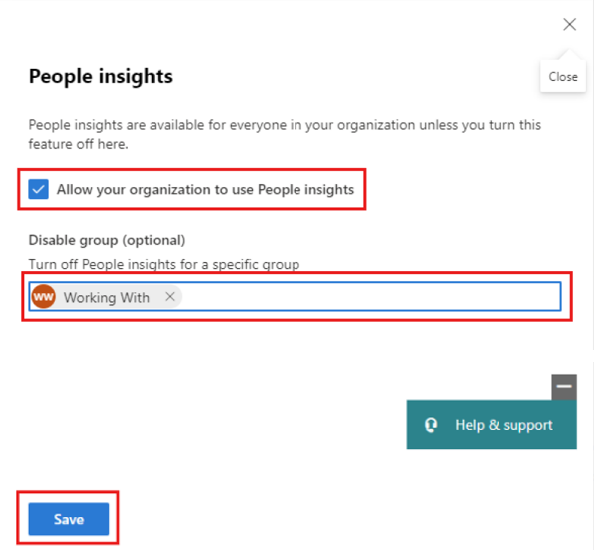 Close
People insights
People insights are available for everyone in your organization unless you turn this
feature off here.
Allow your organization to use People insights
Disable group (optional)
Turn off People insights for a specific group
WW Working With
Help & support
Save